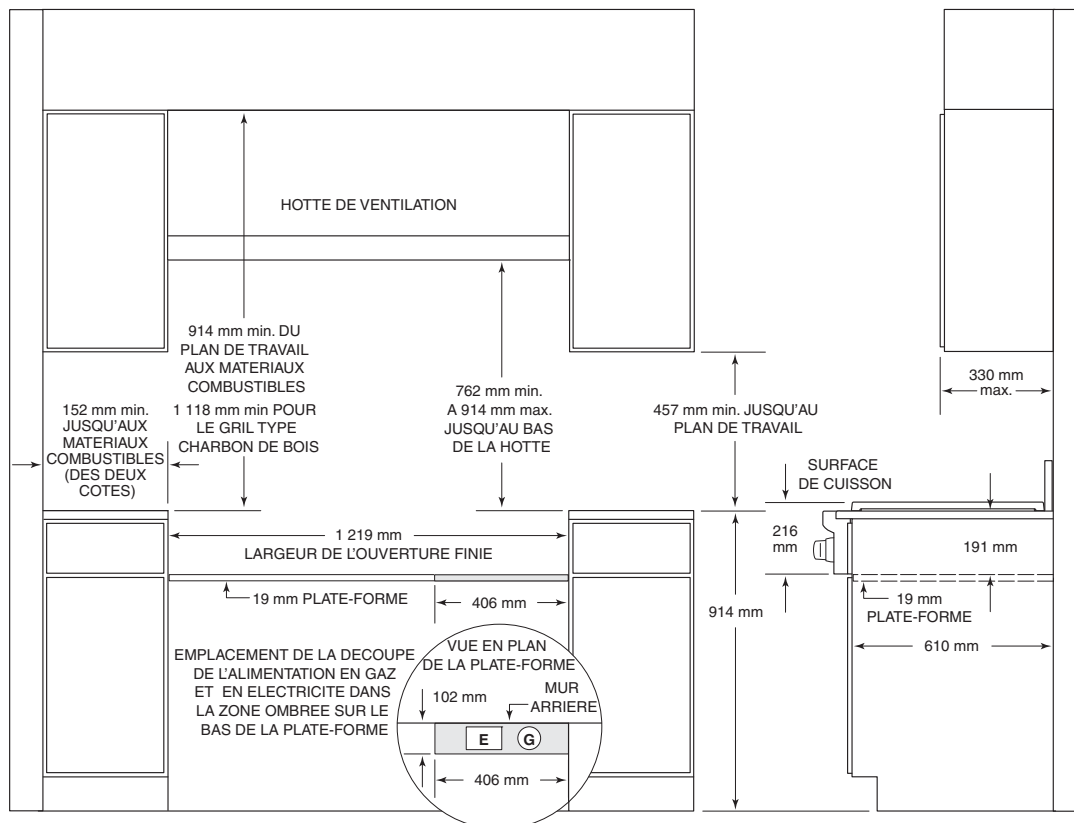 HOTTE DE VENTILATION
914 mm min. DU
PLAN DE TRAVAIL
AUX MATERIAUX
COMBUSTIBLES
1 118 mm min POUR
LE GRIL TYPE
CHARBON DE BOIS
152 mm min.
JUSQU'AUX
MATERIAUX
COMBUSTIBLES
(DES DEUX
COTES)
762 mm min.
A 914 mm max.
JUSQU'AU BAS
DE LA HOTTE
457 mm min. JUSQU'AU
PLAN DE TRAVAIL
330 mm
max.
SURFACE
DE CUISSON
1 219 mm
LARGEUR DE L'OUVERTURE FINIE
216
mm
191 mm
19 mm PLATE-FORME
406 mm
914 mm
19 mm
PLATE-FORME
610 mm
EMPLACEMENT DE LA DECOUPE
DE L'ALIMENTATION EN GAZ
ET EN ELECTRICITE DANS
LA ZONE OMBREE SUR LE
BAS DE LA PLATE-FORME
VUE EN PLAN
DE LA PLATE-FORME
102 mm
MUR
ARRIERE
E
G
406 mm